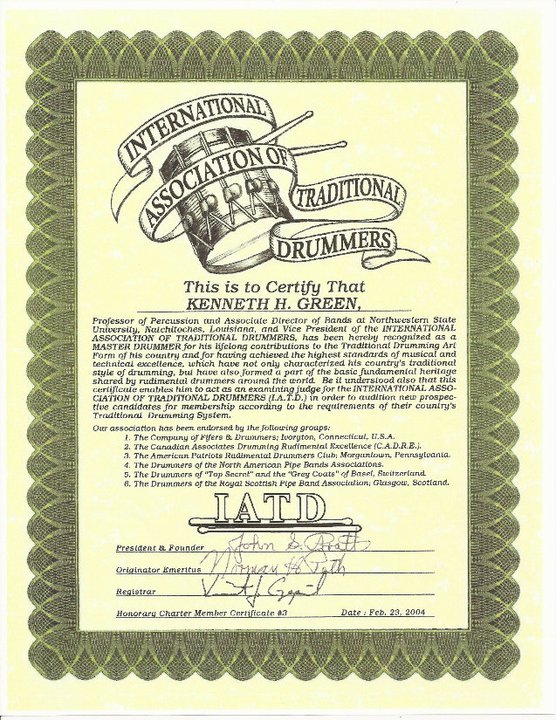 INTERNATIONAL
ASSOCIATION OF
TRADITIONAL
DRUMMERS
This is to Certify That
KENNETH H. GREEN,
Professor of Percussion and Associate Director of Bands at Northwestern State
University, Natchitoches, Louisiana, and Vice President of the INTERNATIONAL
ASSOCIATION OF TRADITIONAL DRUMMERS, has been hereby recognized as a
MASTER DRUMMER for his lifelong contributions to the Traditional Drumming Art
Form of his country and for having achieved the highest standards of musical and
technical excellence, which have not only characterized his country's traditional
style of drumming, but have also formed a part of the basic fundamental heritage
shared by rudimental drummers around the world. Be it understood also that this
certificate enables him to act as an examining judge for the INTERNATIONAL ASSO-
CIATION OF TRADITIONAL DRUMMERS (I.A.T.D.) in order to audition new prospec-
tive candidates for membership according to the requirements of their country's
Traditional Drumming System.
Our association has been endorsed by the following groups:
1. The Company of Fifers & Drummers; Ivoryton, Connecticut, U.S.A.
2. The Canadian Associates Drumming Rudimental Excellence (C.A.D.R.E.).
3. The American Patriots Rudimental Drummers Club; Morgantown, Pennsylvania.
4. The Drummers of the North American Pipe Bands Associations.
5. The Drummers of "Top Secret" and the "Grey Coats" of Basel, Switzerland.
6. The Drummers of the Royal Scottish Pipe Band Association; Glasgow, Scotland.
IATD
President & Founder John S. Pratt
Originator Emeritus Norman
Registrar
Honorary Charter Member Certificate #3 Date : Feb. 23, 2004